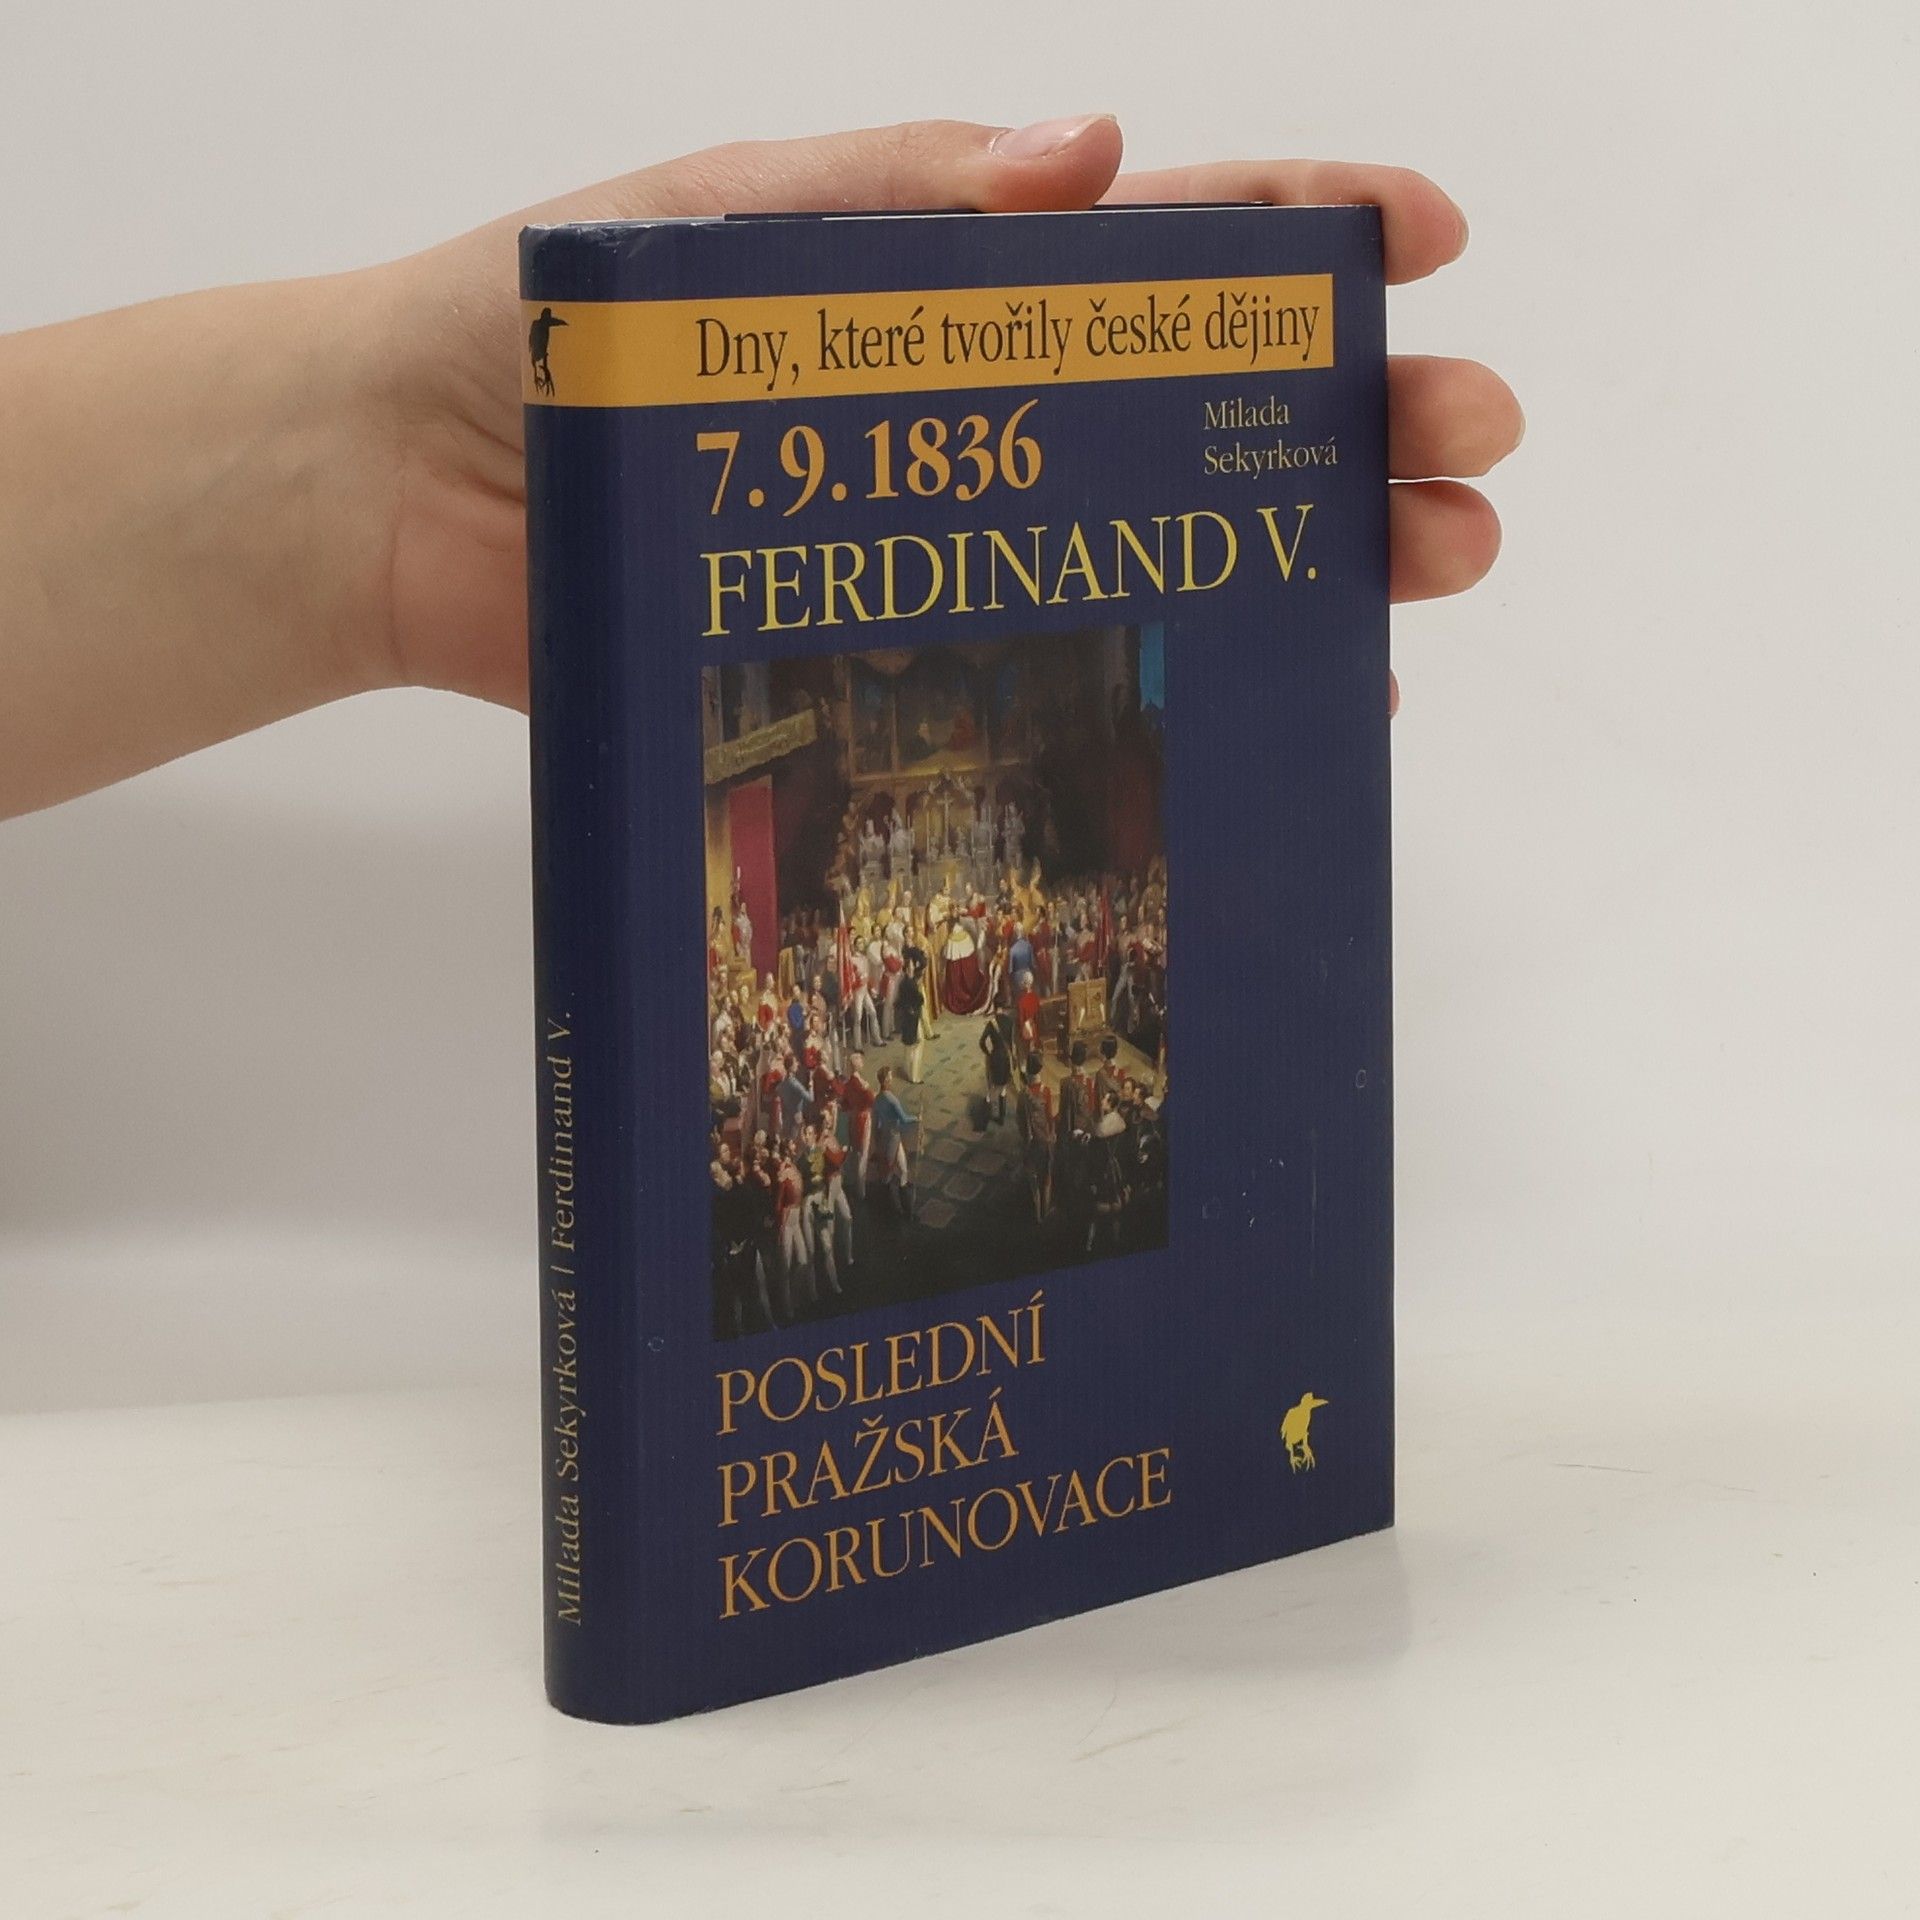 Dny, které tvořily české dějiny
7.9.1836
Milada
Sekyrková
FERDINAND V.
POSLEDNÍ
PRAŽSKÁ
KORUNOVACE
Milada Sekyrková | Ferdinand V.